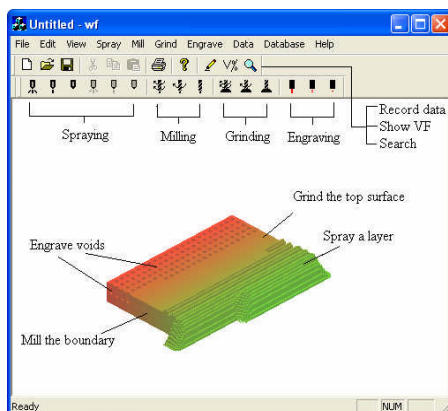 Untitled - wf
File Edit View Spray Mill Grind Engrave Data Database Help
V%
Record data
Spraying Milling Grinding Engraving Show VF
Search
Grind the top surface
Engrave voids
Spray a layer
Mill the boundary
Ready NUM